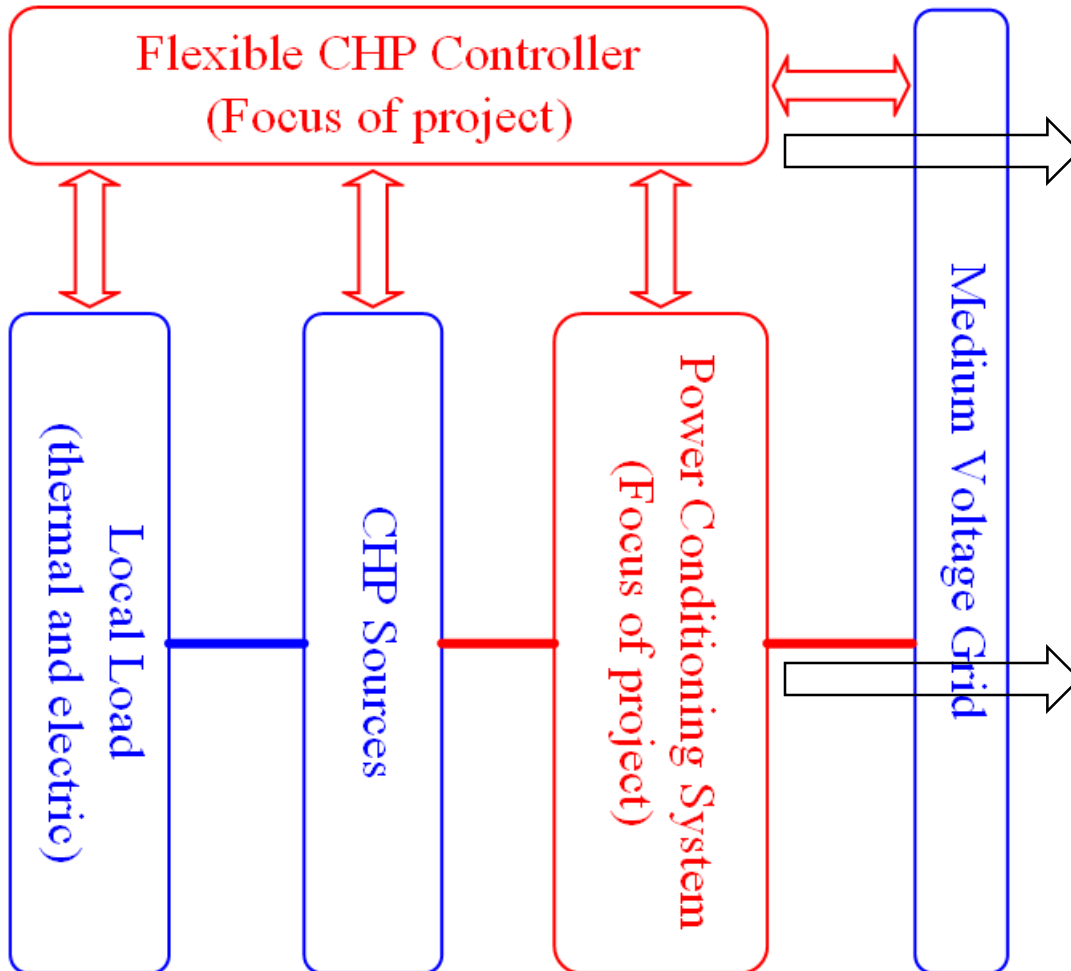 Flexible CHP Controller
(Focus of project)
Local Load
(thermal and electric)
CHP Sources
Power Conditioning System
(Focus of project)
Medium Voltage Grid